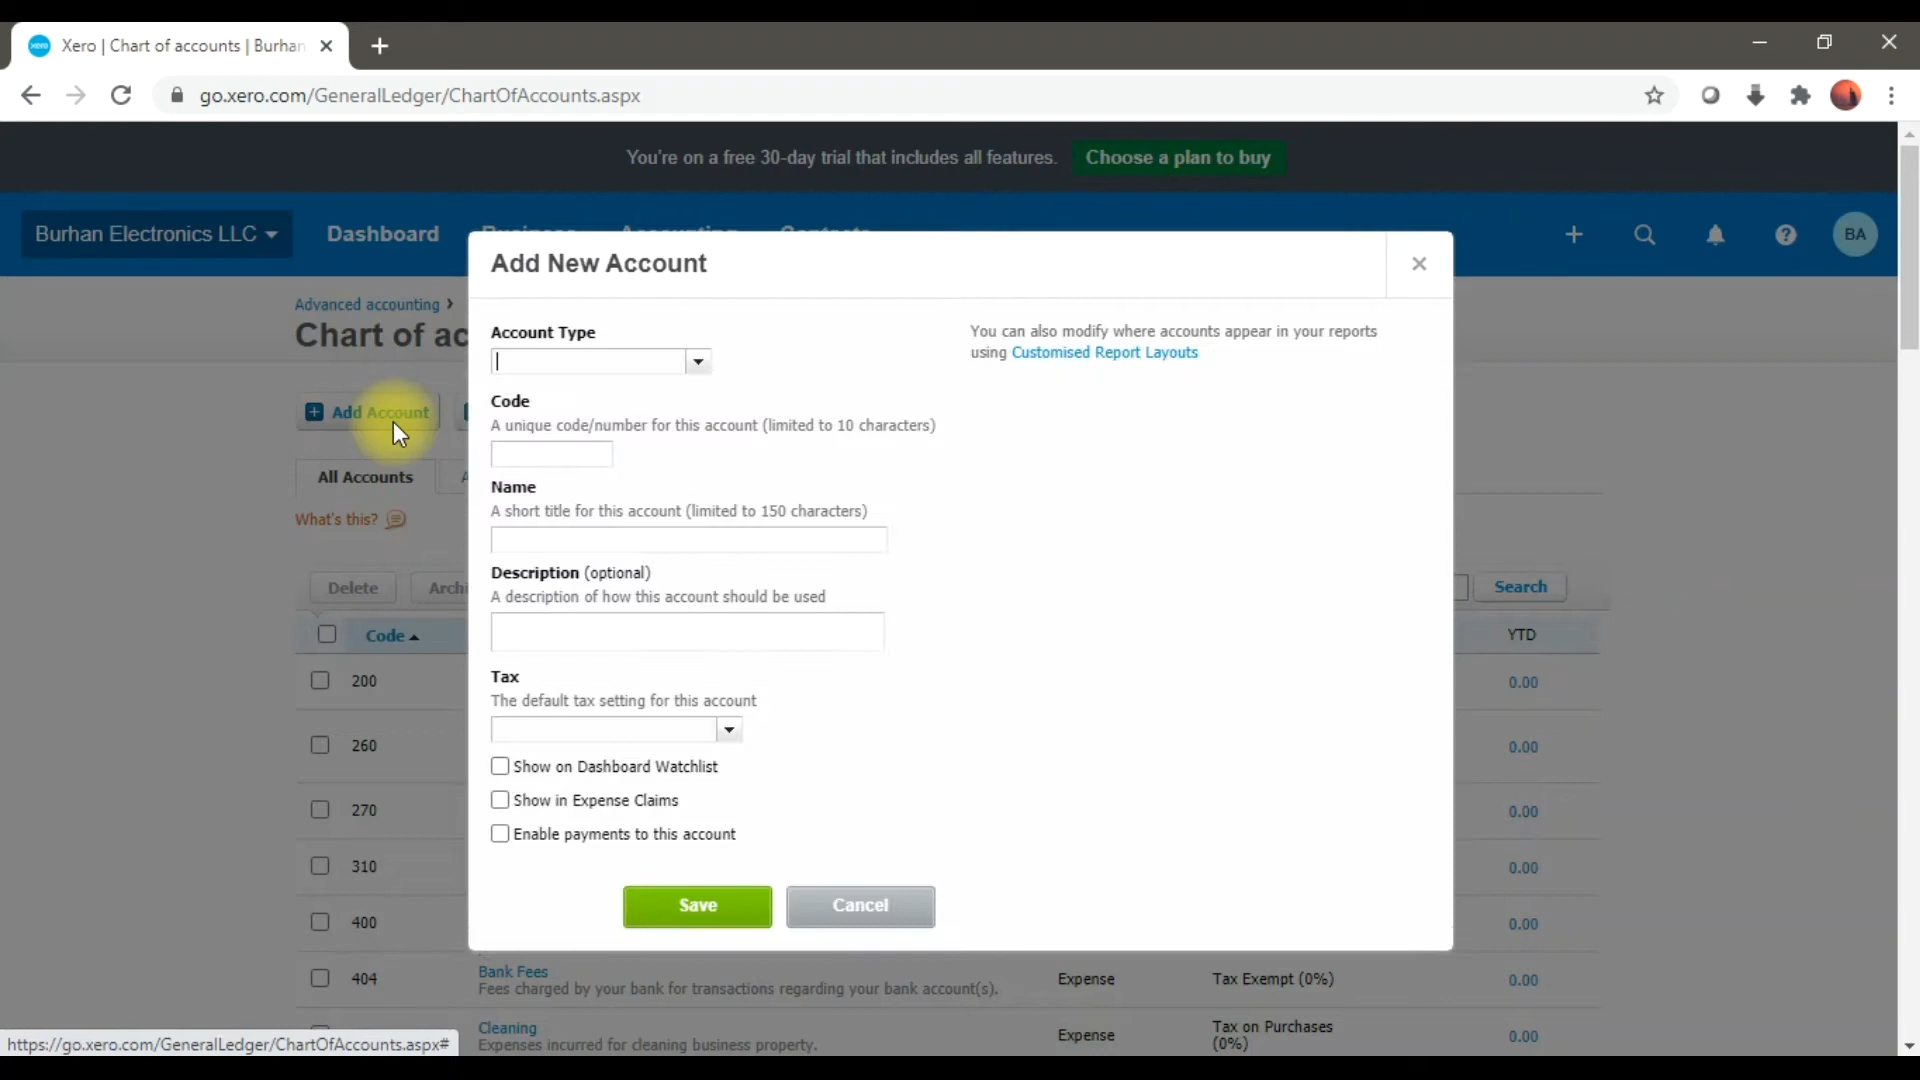 Xero | Chart of accounts | Burhan
go.xero.com/GeneralLedger/ChartOfAccounts.aspx
You're on a free 30-day trial that includes all features. Choose a plan to buy
Burhan Electronics LLC Dashboard Business Accounting Contacts BA
Add New Account
Advanced accounting ›
Chart of ac
Account Type
You can also modify where accounts appear in your reports
using Customised Report Layouts
Add Account
Code
A unique code/number for this account (limited to 10 characters)
All Accounts A
Name
A short title for this account (limited to 150 characters)
What's this?
Description (optional)
A description of how this account should be used
Delete Archi Search
Code YTD
Tax
The default tax setting for this account
200 0.00
260 0.00
Show on Dashboard Watchlist
Show in Expense Claims
270 0.00
Enable payments to this account
310 0.00
Save Cancel
400 0.00
404 Bank Fees Expense Tax Exempt (0%) 0.00
Fees charged by your bank for transactions regarding your bank account(s).
Cleaning Expense Tax on Purchases 0.00
Expenses incurred for cleaning business property. (0%)
https://go.xero.com/GeneralLedger/ChartOfAccounts.aspx#